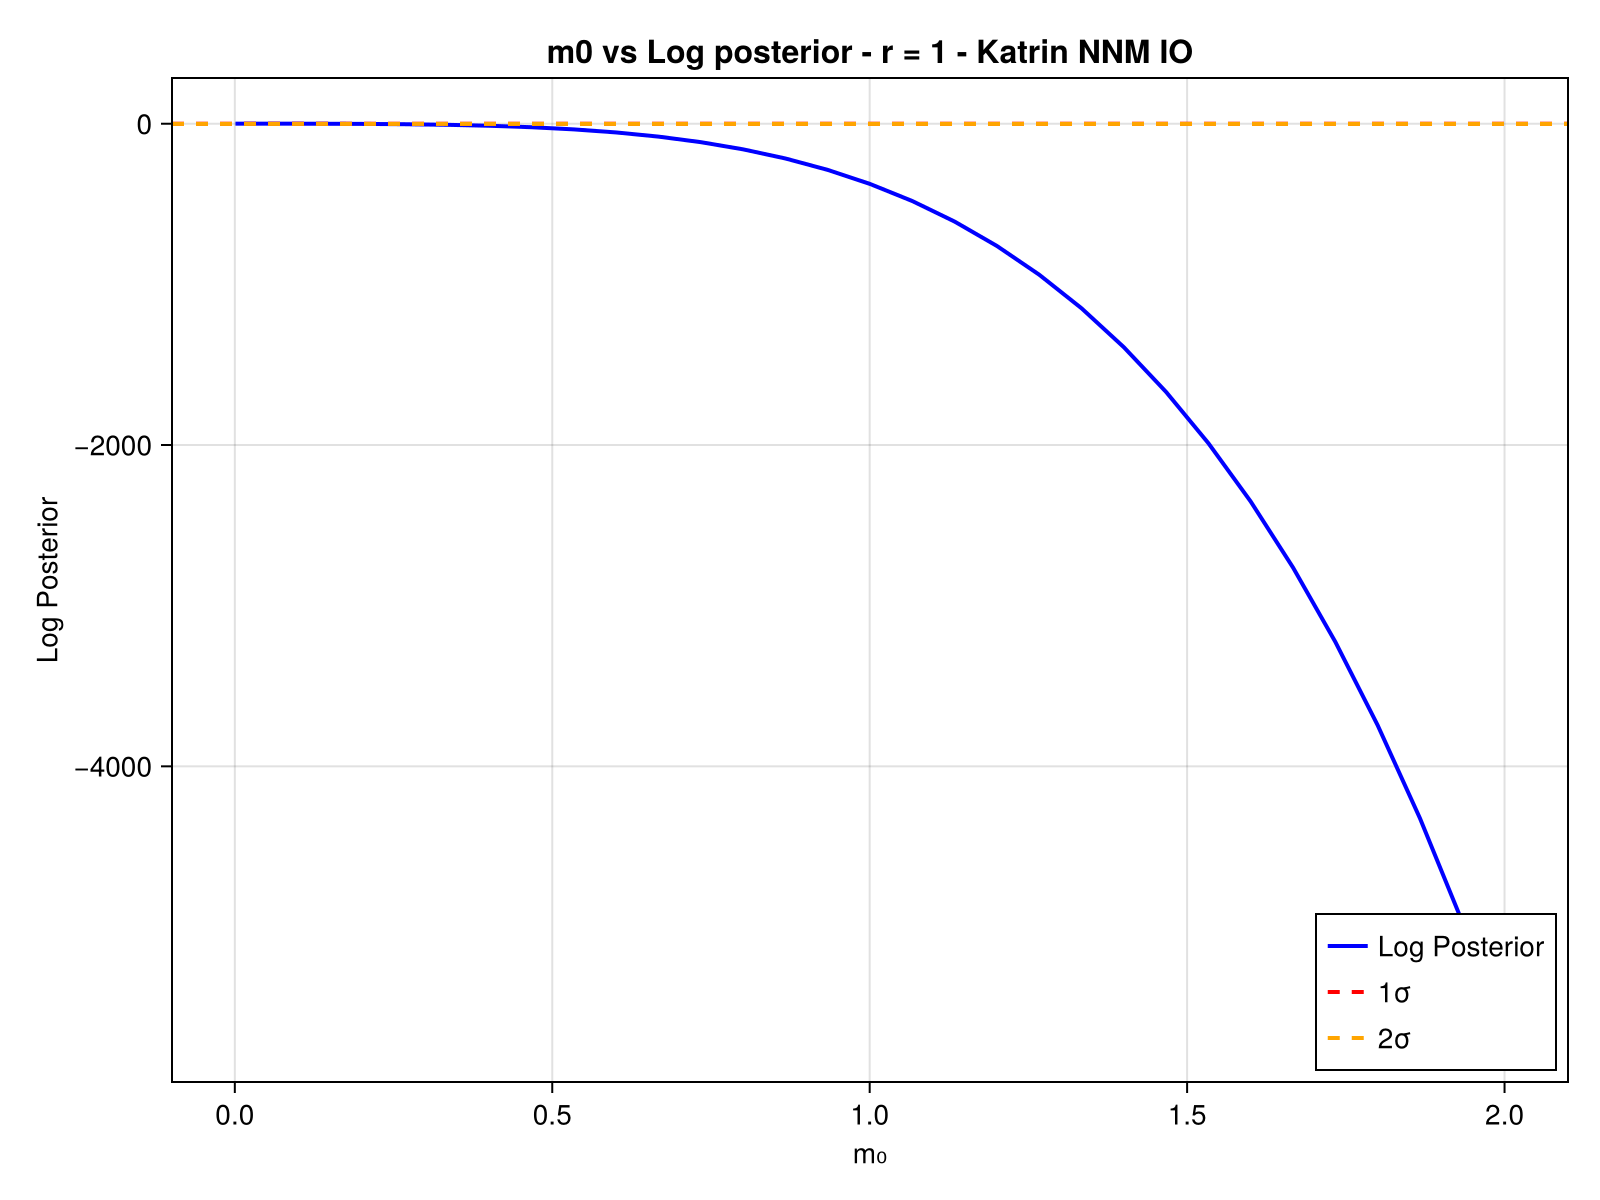 m0 vs Log posterior - r = 1 - Katrin NNM IO
0
−2000
−4000
Log Posterior
Log Posterior
1σ
2σ
0.0
0.5
1.0
1.5
2.0
m₀